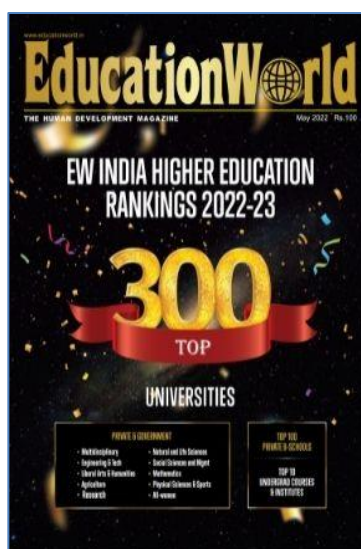 www.educationworld.in
EducationWorld
THE HUMAN DEVELOPMENT MAGAZINE
May 2022 Rs.100
EW INDIA HIGHER EDUCATION
RANKINGS 2022-23
300
TOP
UNIVERSITIES
PRIVATE & GOVERNMENT
• Multidisciplinary
• Engineering & Tech
• Liberal Arts & Humanities
• Agriculture
• Research
• Natural and Life Sciences
• Social Sciences and Mgmt
• Mathematics
• Physical Sciences & Sports
• All-women
TOP 100
PRIVATE B-SCHOOLS
TOP 10
UNDERGRAD COURSES
& INSTITUTES